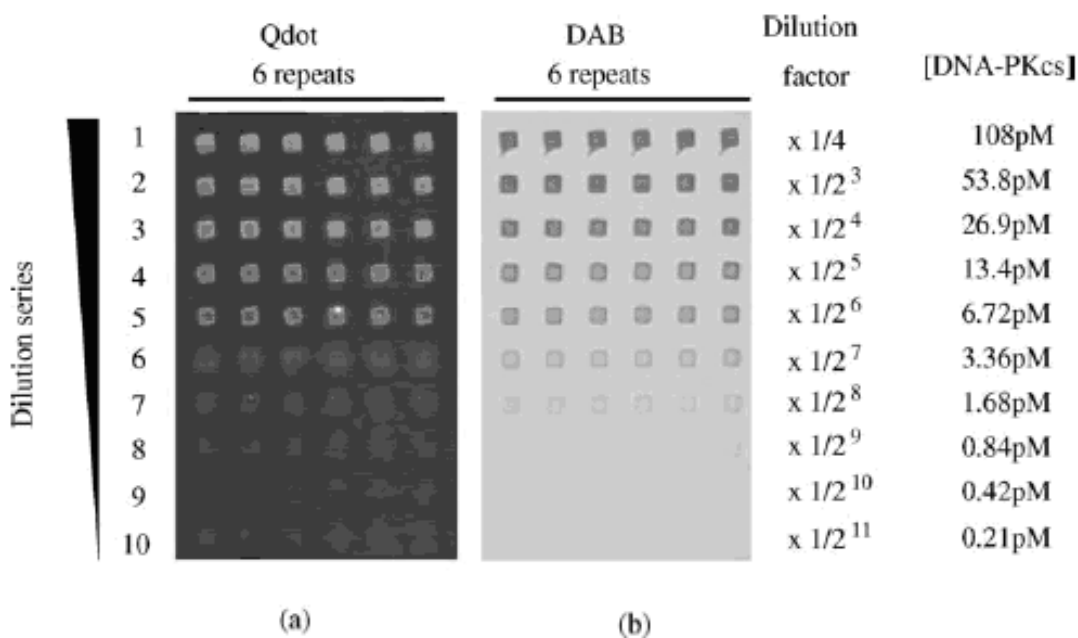 Qdot
6 repeats
DAB
6 repeats
Dilution
factor
[DNA-PKcs]
Dilution series
1 x 1/4 108pM
2 x 1/2^3 53.8pM
3 x 1/2^4 26.9pM
4 x 1/2^5 13.4pM
5 x 1/2^6 6.72pM
6 x 1/2^7 3.36pM
7 x 1/2^8 1.68pM
8 x 1/2^9 0.84pM
9 x 1/2^10 0.42pM
10 x 1/2^11 0.21pM
(a)
(b)